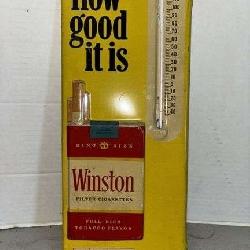 how
good
it is
KING SIZE
Winston
FILTER CIGARETTES
FULL RICH
TOBACCO FLAVOR